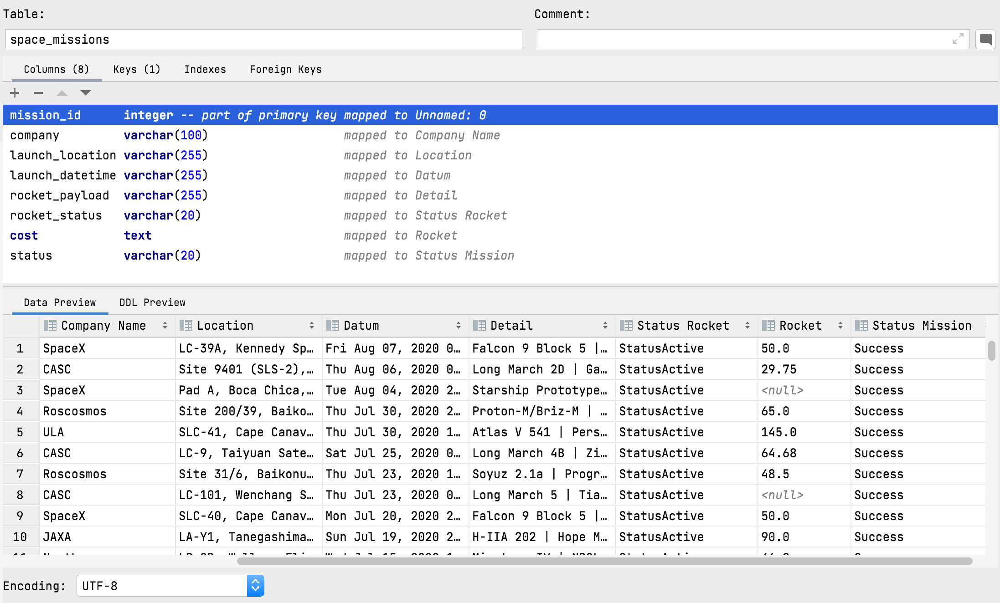 Table: Comment:
space_missions
Columns (8) Keys (1) Indexes Foreign Keys
mission_id integer -- part of primary key mapped to Unnamed: 0
company varchar(100) mapped to Company Name
launch_location varchar(255) mapped to Location
launch_datetime varchar(255) mapped to Datum
rocket_payload varchar(255) mapped to Detail
rocket_status varchar(20) mapped to Status Rocket
cost text mapped to Rocket
status varchar(20) mapped to Status Mission
Data Preview DDL Preview
Company Name Location Datum Detail Status Rocket Rocket Status Mission
1 SpaceX LC-39A, Kennedy Sp… Fri Aug 07, 2020 0… Falcon 9 Block 5 |… StatusActive 50.0 Success
2 CASC Site 9401 (SLS-2),… Thu Aug 06, 2020 0… Long March 2D | Ga… StatusActive 29.75 Success
3 SpaceX Pad A, Boca Chica,… Tue Aug 04, 2020 2… Starship Prototype… StatusActive <null> Success
4 Roscosmos Site 200/39, Baiko… Thu Jul 30, 2020 2… Proton-M/Briz-M | … StatusActive 65.0 Success
5 ULA SLC-41, Cape Canav… Thu Jul 30, 2020 1… Atlas V 541 | Pers… StatusActive 145.0 Success
6 CASC LC-9, Taiyuan Sate… Sat Jul 25, 2020 0… Long March 4B | Zi… StatusActive 64.68 Success
7 Roscosmos Site 31/6, Baikonu… Thu Jul 23, 2020 1… Soyuz 2.1a | Progr… StatusActive 48.5 Success
8 CASC LC-101, Wenchang S… Thu Jul 23, 2020 0… Long March 5 | Tia… StatusActive <null> Success
9 SpaceX SLC-40, Cape Canav… Mon Jul 20, 2020 2… Falcon 9 Block 5 |… StatusActive 50.0 Success
10 JAXA LA-Y1, Tanegashima… Sun Jul 19, 2020 2… H-IIA 202 | Hope M… StatusActive 90.0 Success
Encoding: UTF-8